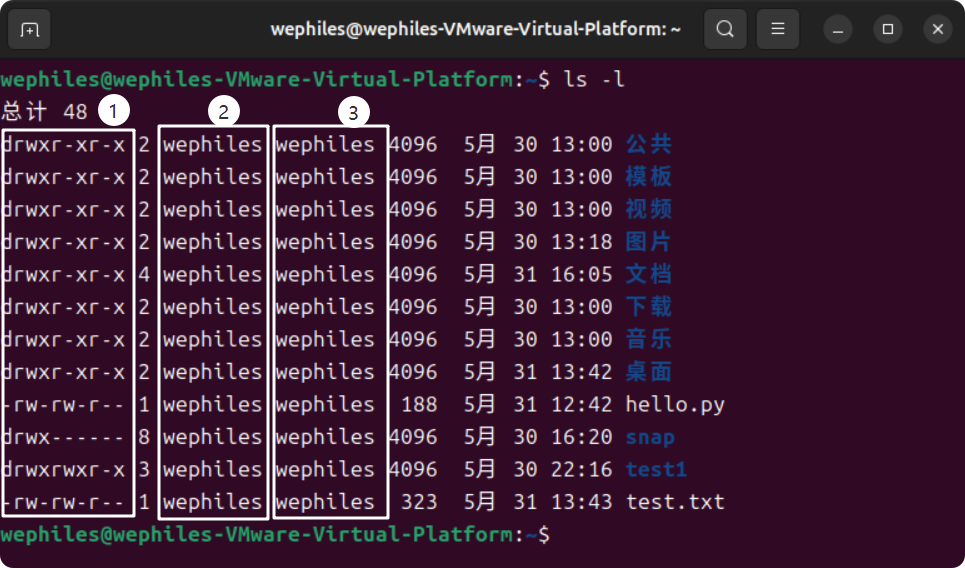 wephiles@wephiles-VMware-Virtual-Platform: ~
wephiles@wephiles-VMware-Virtual-Platform:~$ ls -l
总计 48 1 2 3
drwxr-xr-x 2 wephiles wephiles 4096 5月 30 13:00 公共
drwxr-xr-x 2 wephiles wephiles 4096 5月 30 13:00 模板
drwxr-xr-x 2 wephiles wephiles 4096 5月 30 13:00 视频
drwxr-xr-x 2 wephiles wephiles 4096 5月 30 13:18 图片
drwxr-xr-x 4 wephiles wephiles 4096 5月 31 16:05 文档
drwxr-xr-x 2 wephiles wephiles 4096 5月 30 13:00 下载
drwxr-xr-x 2 wephiles wephiles 4096 5月 30 13:00 音乐
drwxr-xr-x 2 wephiles wephiles 4096 5月 31 13:42 桌面
-rw-rw-r-- 1 wephiles wephiles 188 5月 31 12:42 hello.py
drwx------ 8 wephiles wephiles 4096 5月 30 16:20 snap
drwxrwxr-x 3 wephiles wephiles 4096 5月 30 22:16 test1
-rw-rw-r-- 1 wephiles wephiles 323 5月 31 13:43 test.txt
wephiles@wephiles-VMware-Virtual-Platform:~$